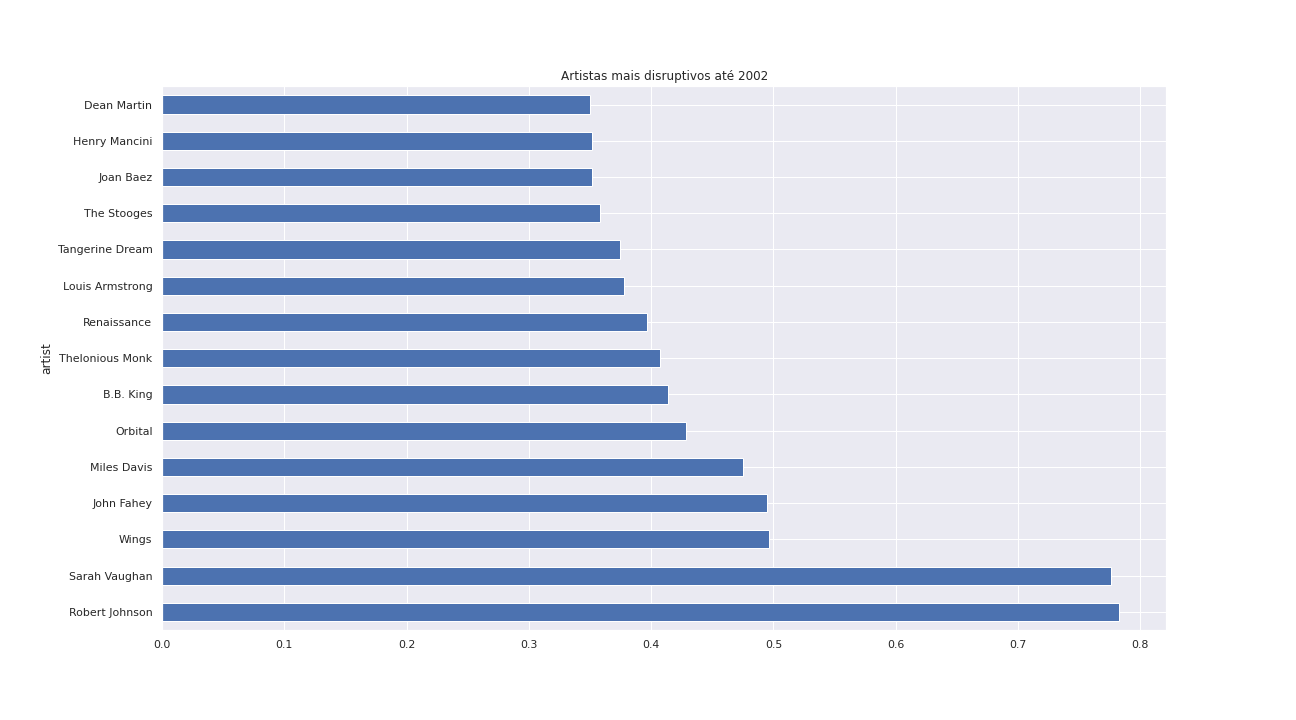 Artistas mais disruptivos até 2002
Dean Martin
Henry Mancini
Joan Baez
The Stooges
Tangerine Dream
Louis Armstrong
Renaissance
artist
Thelonious Monk
B.B. King
Orbital
Miles Davis
John Fahey
Wings
Sarah Vaughan
Robert Johnson
0.0 0.1 0.2 0.3 0.4 0.5 0.6 0.7 0.8